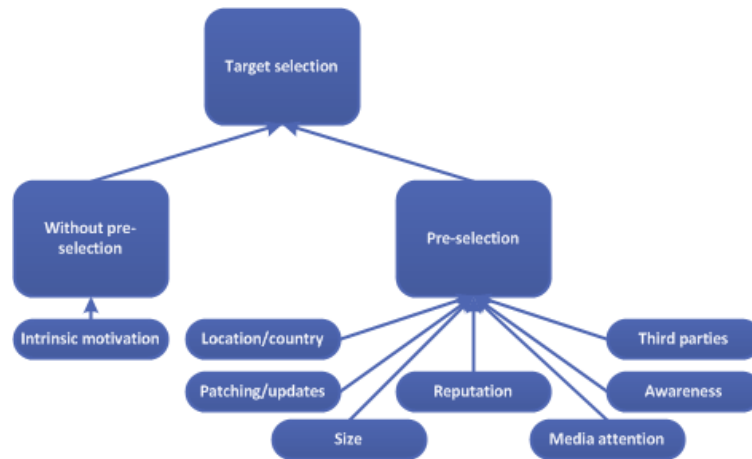 Target selection
Without pre-
selection
Pre-selection
Intrinsic motivation
Location/country
Third parties
Patching/updates
Reputation
Awareness
Size
Media attention